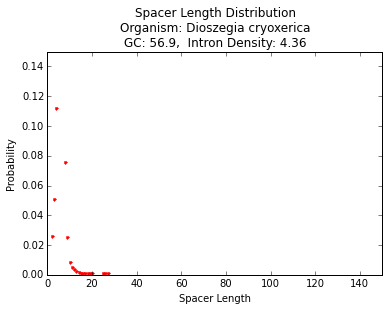 Spacer Length Distribution
Organism: Dioszegia cryoxerica
GC: 56.9,  Intron Density: 4.36
0.14
0.12
0.10
0.08
0.06
0.04
0.02
0.00
Probability
0 20 40 60 80 100 120 140
Spacer Length